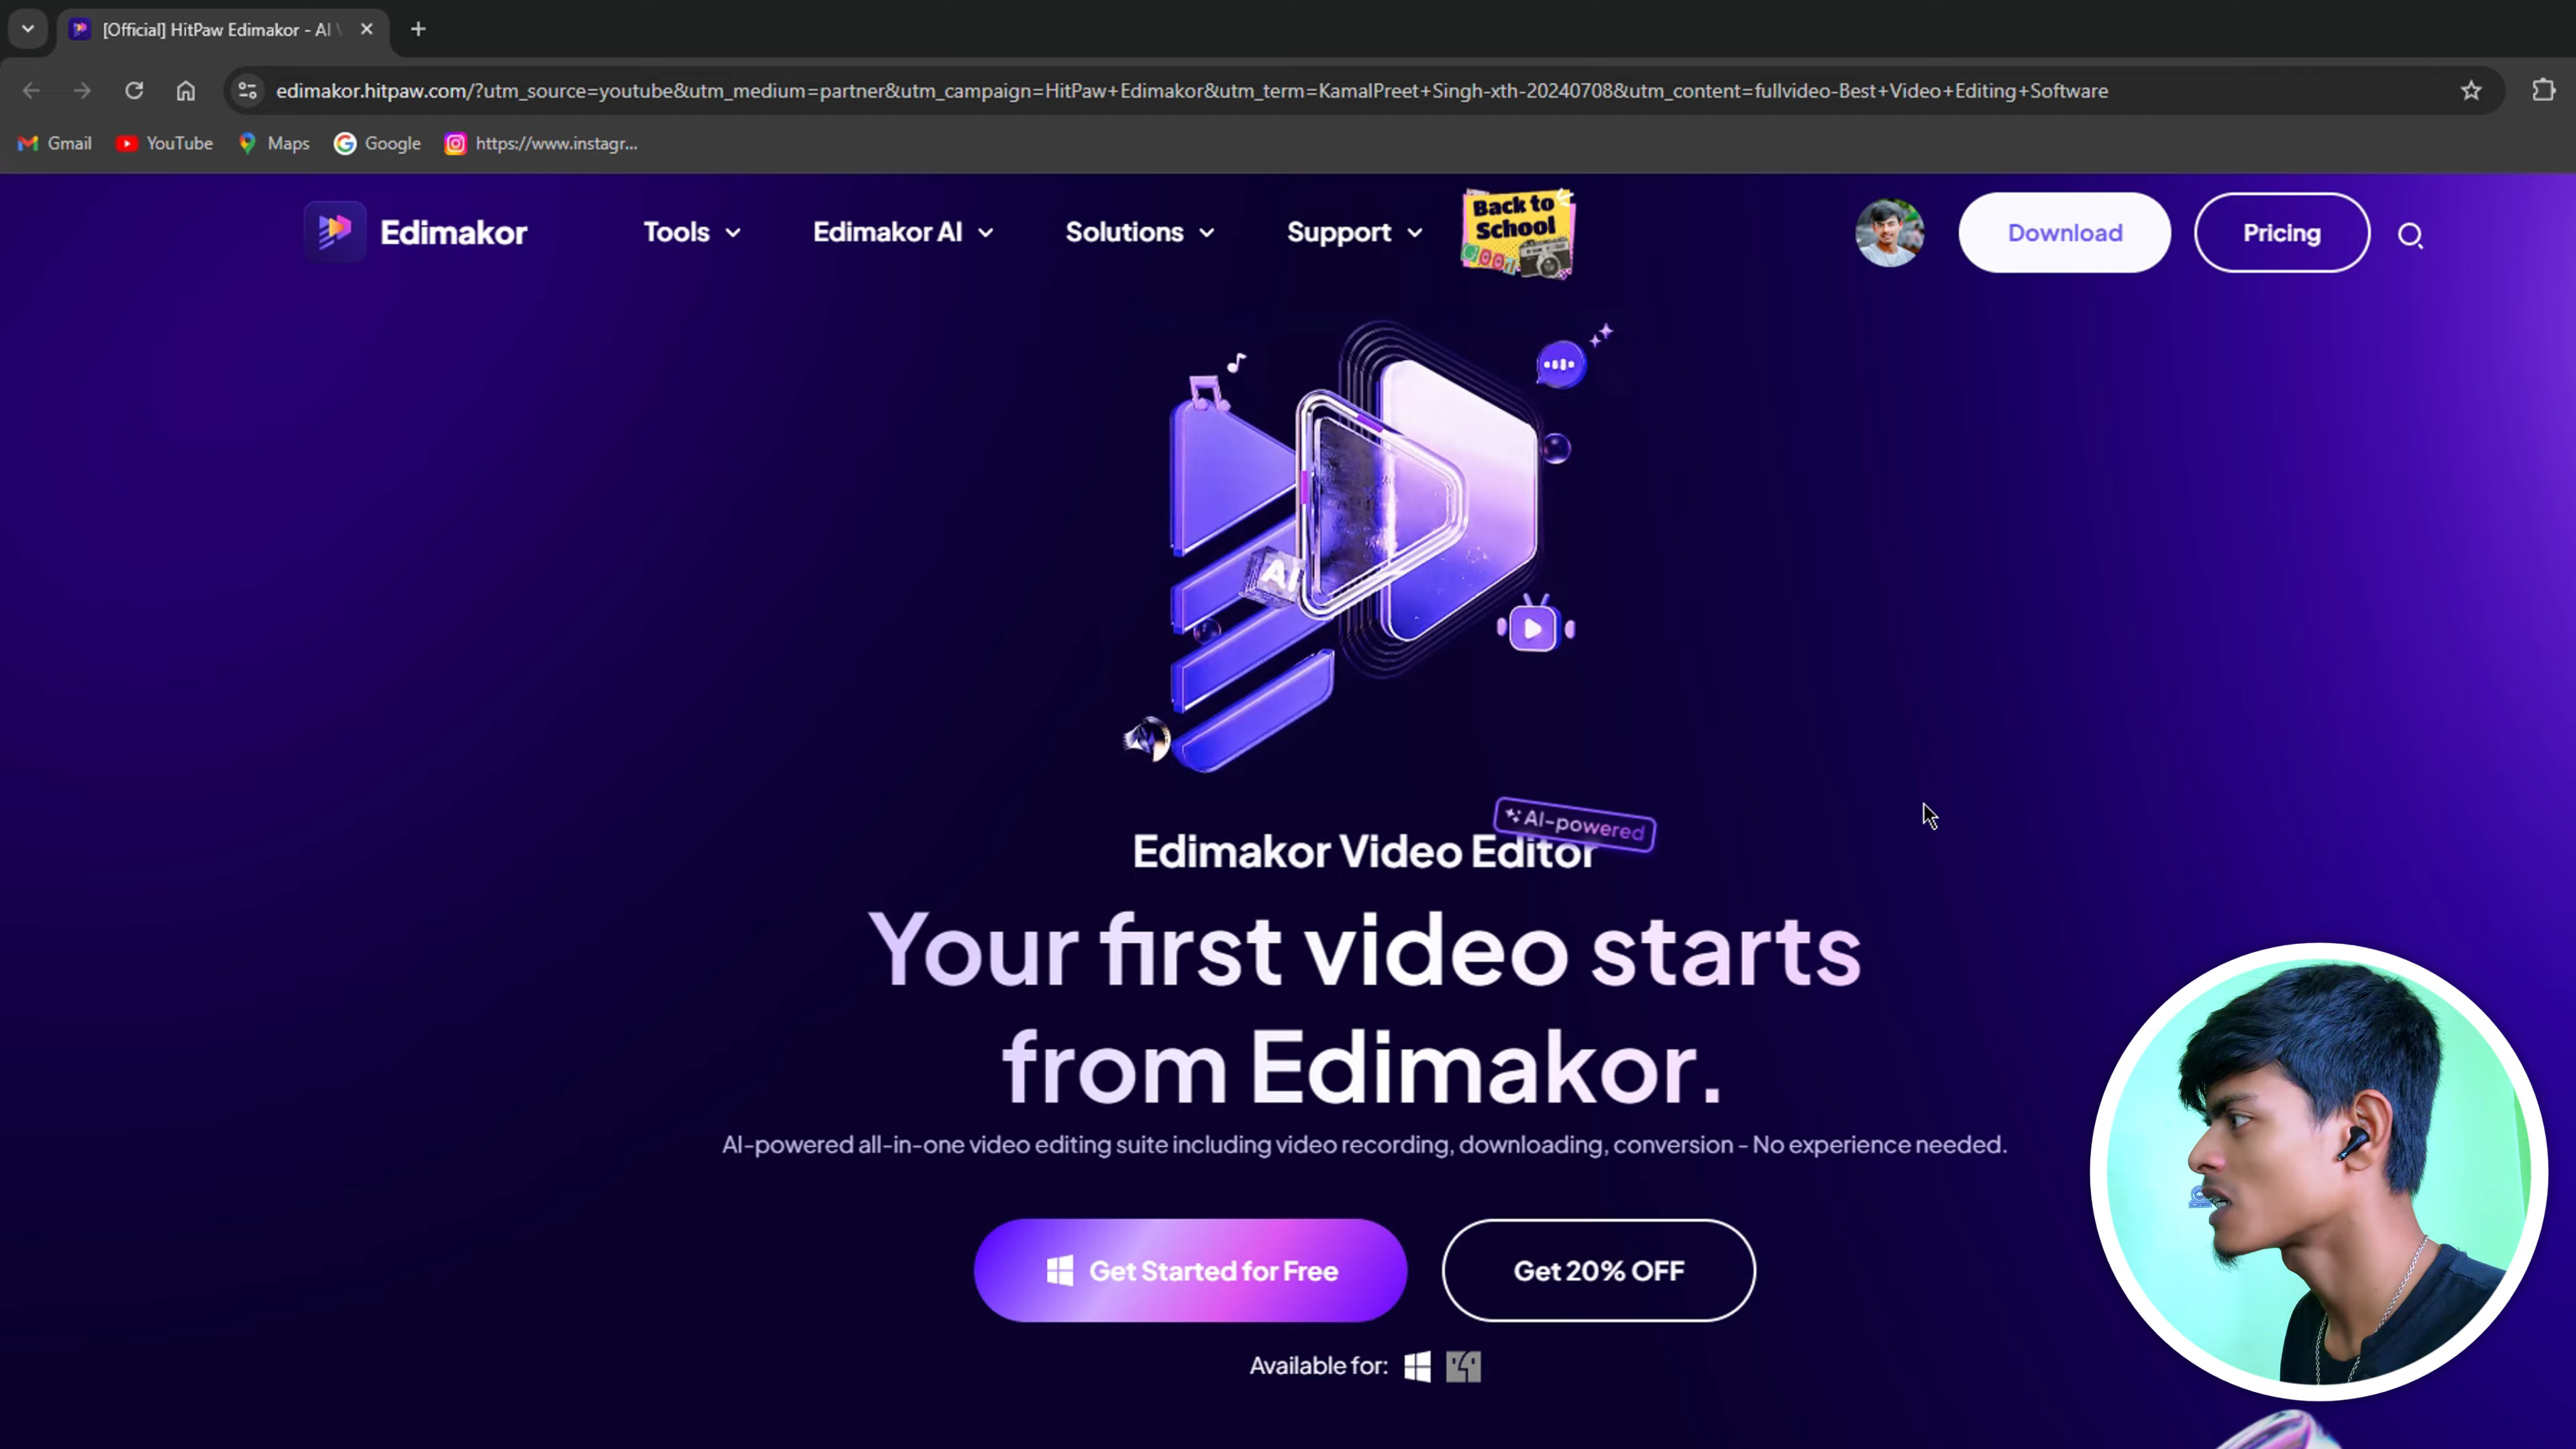 [Official] HitPaw Edimakor - AI
edimakor.hitpaw.com/?utm_source=youtube&utm_medium=partner&utm_campaign=HitPaw+Edimakor&utm_term=KamalPreet+Singh-xth-20240708&utm_content=fullvideo-Best+Video+Editing+Software
Gmail YouTube Maps Google https://www.instagr...
Edimakor Tools Edimakor AI Solutions Support Download Pricing
Back to
School
Good
AI
AI-powered
Edimakor Video Editor
Your first video starts
from Edimakor.
AI-powered all-in-one video editing suite including video recording, downloading, conversion - No experience needed.
Get Started for Free Get 20% OFF
Available for: